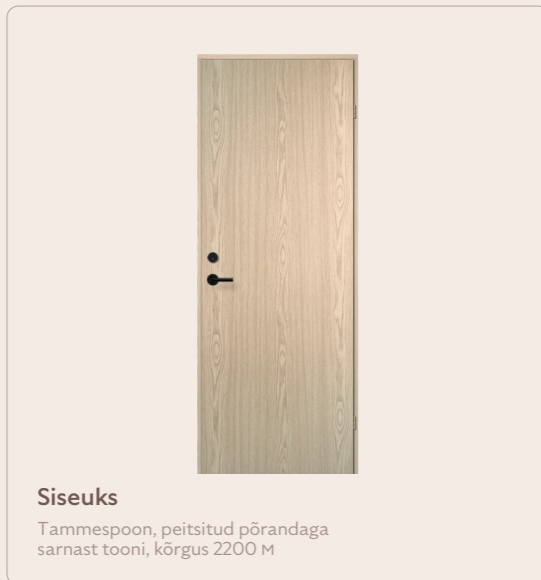 Siseuks
Tammespoon, peitsitud põrandaga
sarnast tooni, kõrgus 2200 M